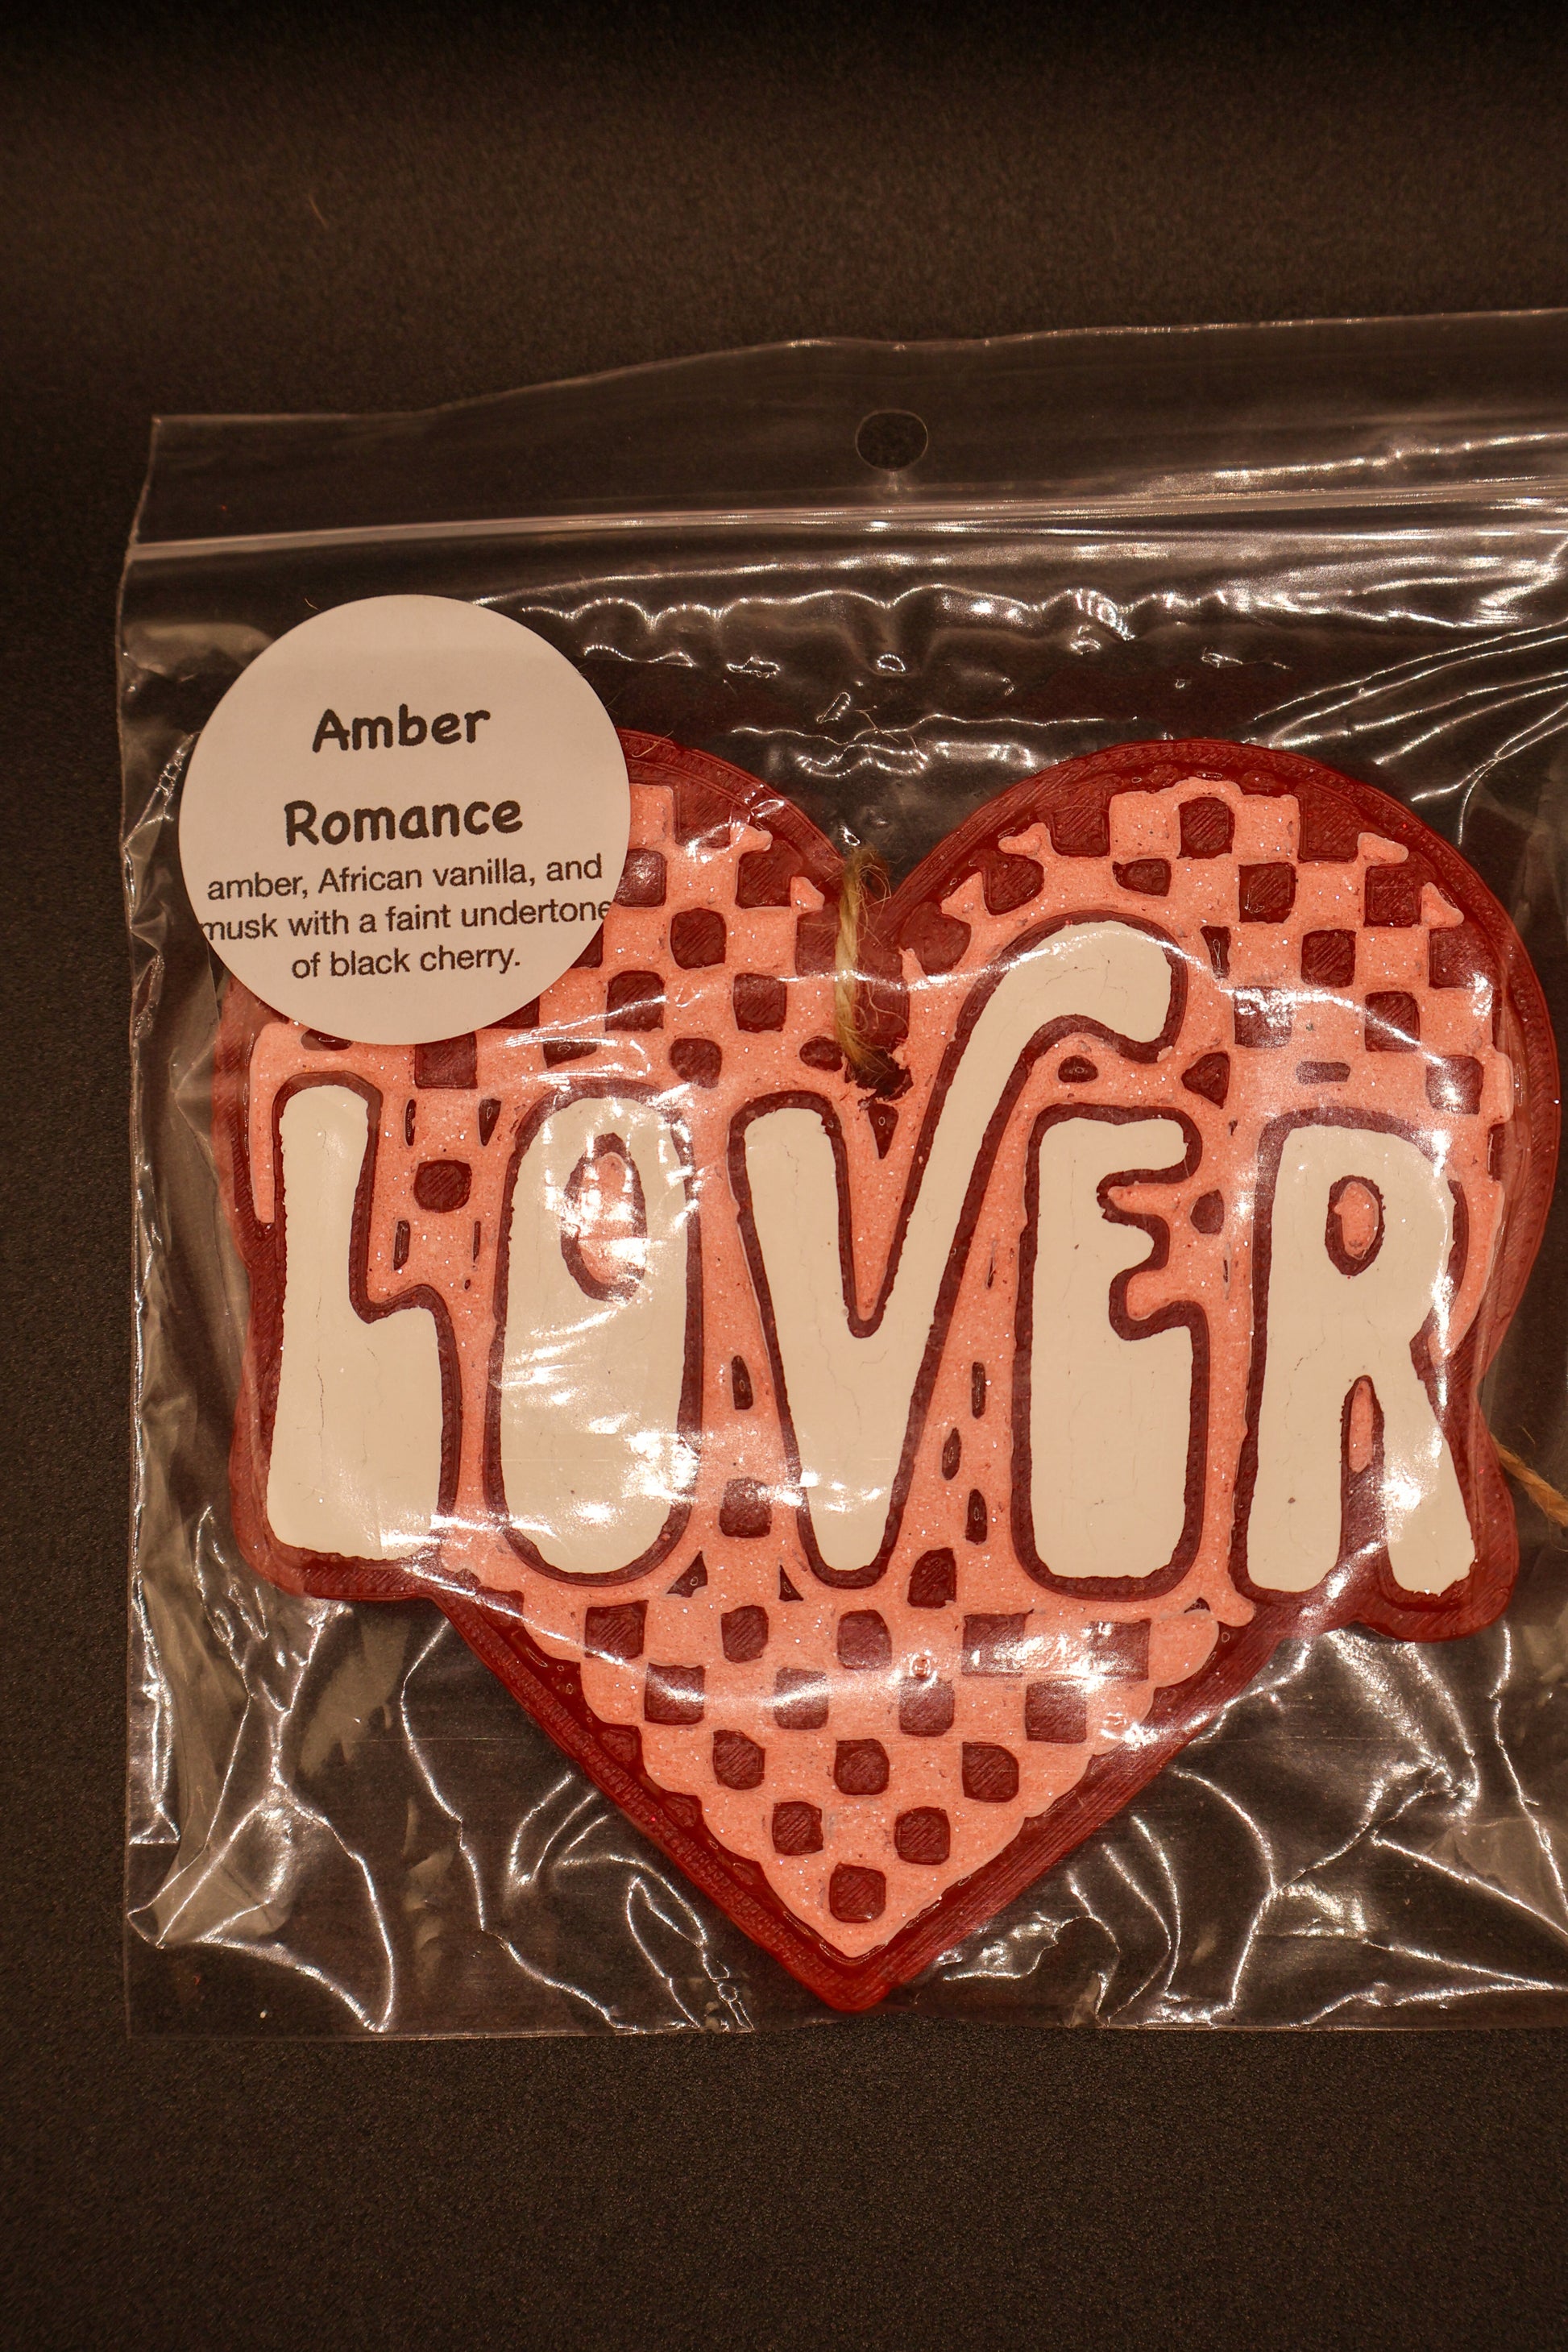 Amber
Romance
amber, African vanilla, and
musk with a faint undertone
of black cherry.
LOVER